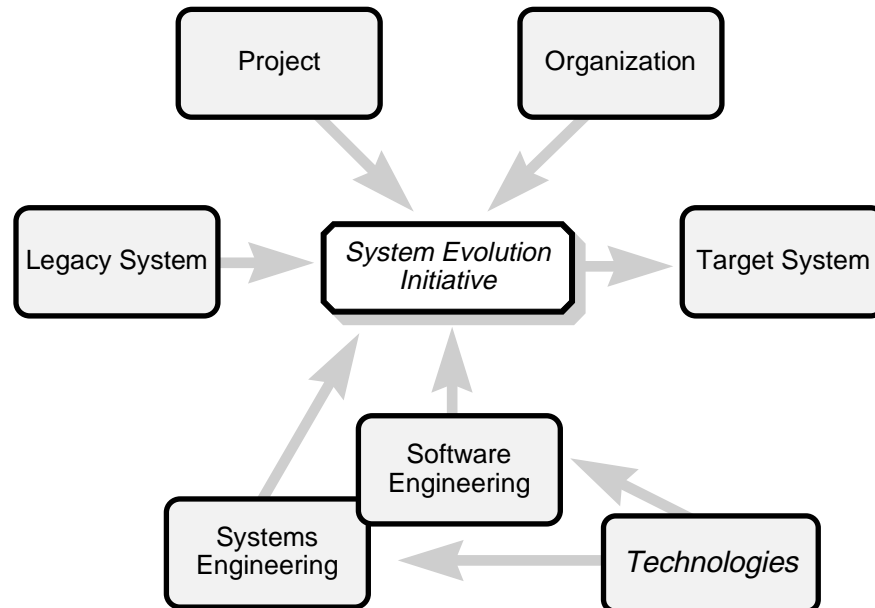 Project
Organization
Legacy System
System Evolution
Initiative
Target System
Software
Engineering
Systems
Engineering
Technologies